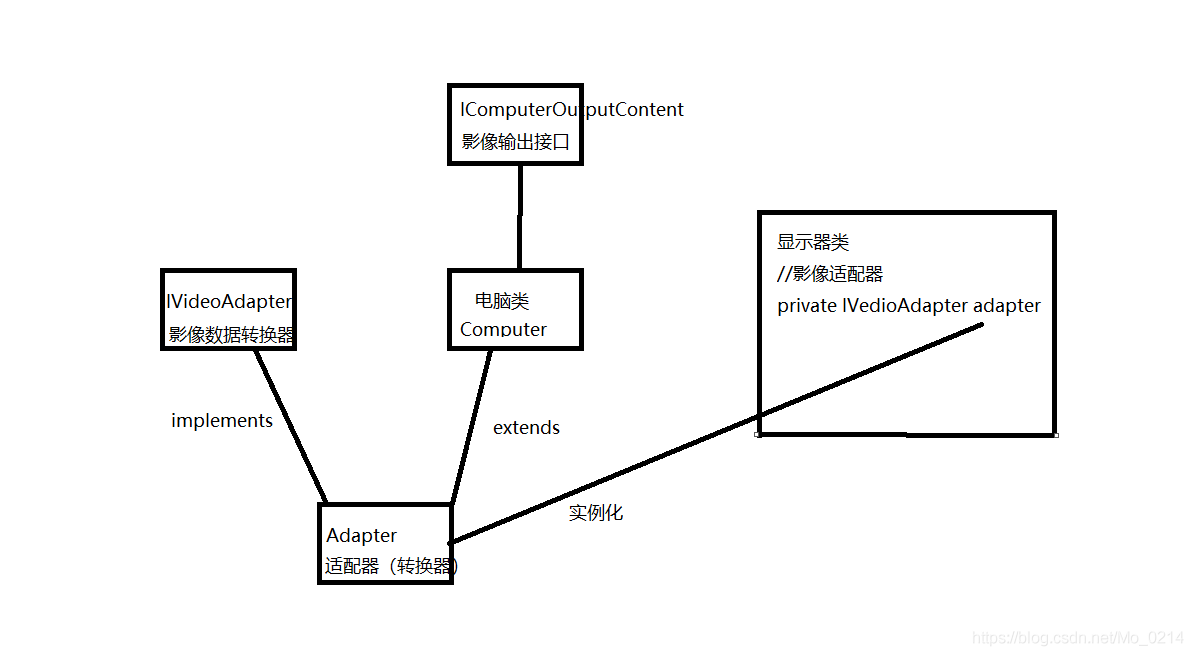 IComputerOutputContent
影像输出接口
显示器类
//影像适配器
private IVedioAdapter adapter
IVideoAdapter
影像数据转换器
电脑类
Computer
implements
extends
实例化
Adapter
适配器（转换器）
https://blog.csdn.net/Mo_0214